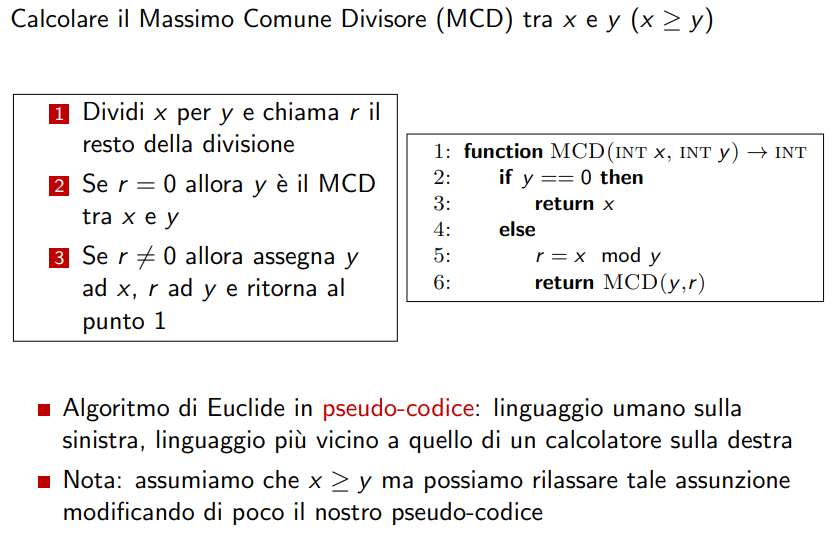 Calcolare il Massimo Comune Divisore (MCD) tra x e y (x ≥ y)
1 Dividi x per y e chiama r il
resto della divisione
2 Se r = 0 allora y è il MCD
tra x e y
3 Se r ≠ 0 allora assegna y
ad x, r ad y e ritorna al
punto 1
1: function MCD(INT x, INT y) → INT
2: if y == 0 then
3: return x
4: else
5: r = x mod y
6: return MCD(y,r)
Algoritmo di Euclide in pseudo-codice: linguaggio umano sulla
sinistra, linguaggio più vicino a quello di un calcolatore sulla destra
Nota: assumiamo che x ≥ y ma possiamo rilassare tale assunzione
modificando di poco il nostro pseudo-codice